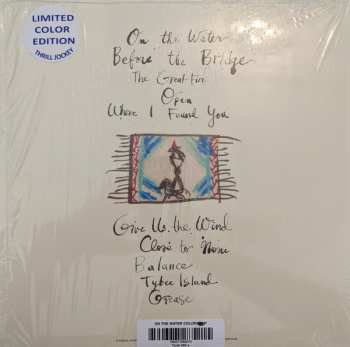 LIMITED
COLOR
EDITION
THRILL JOCKEY
On the Water
Before the Bridge
The Great Fire
Open
Where I Found You
Give Us the Wind
Close to Mine
Balance
Tybee Island
Grease
ON THE WATER COLOR